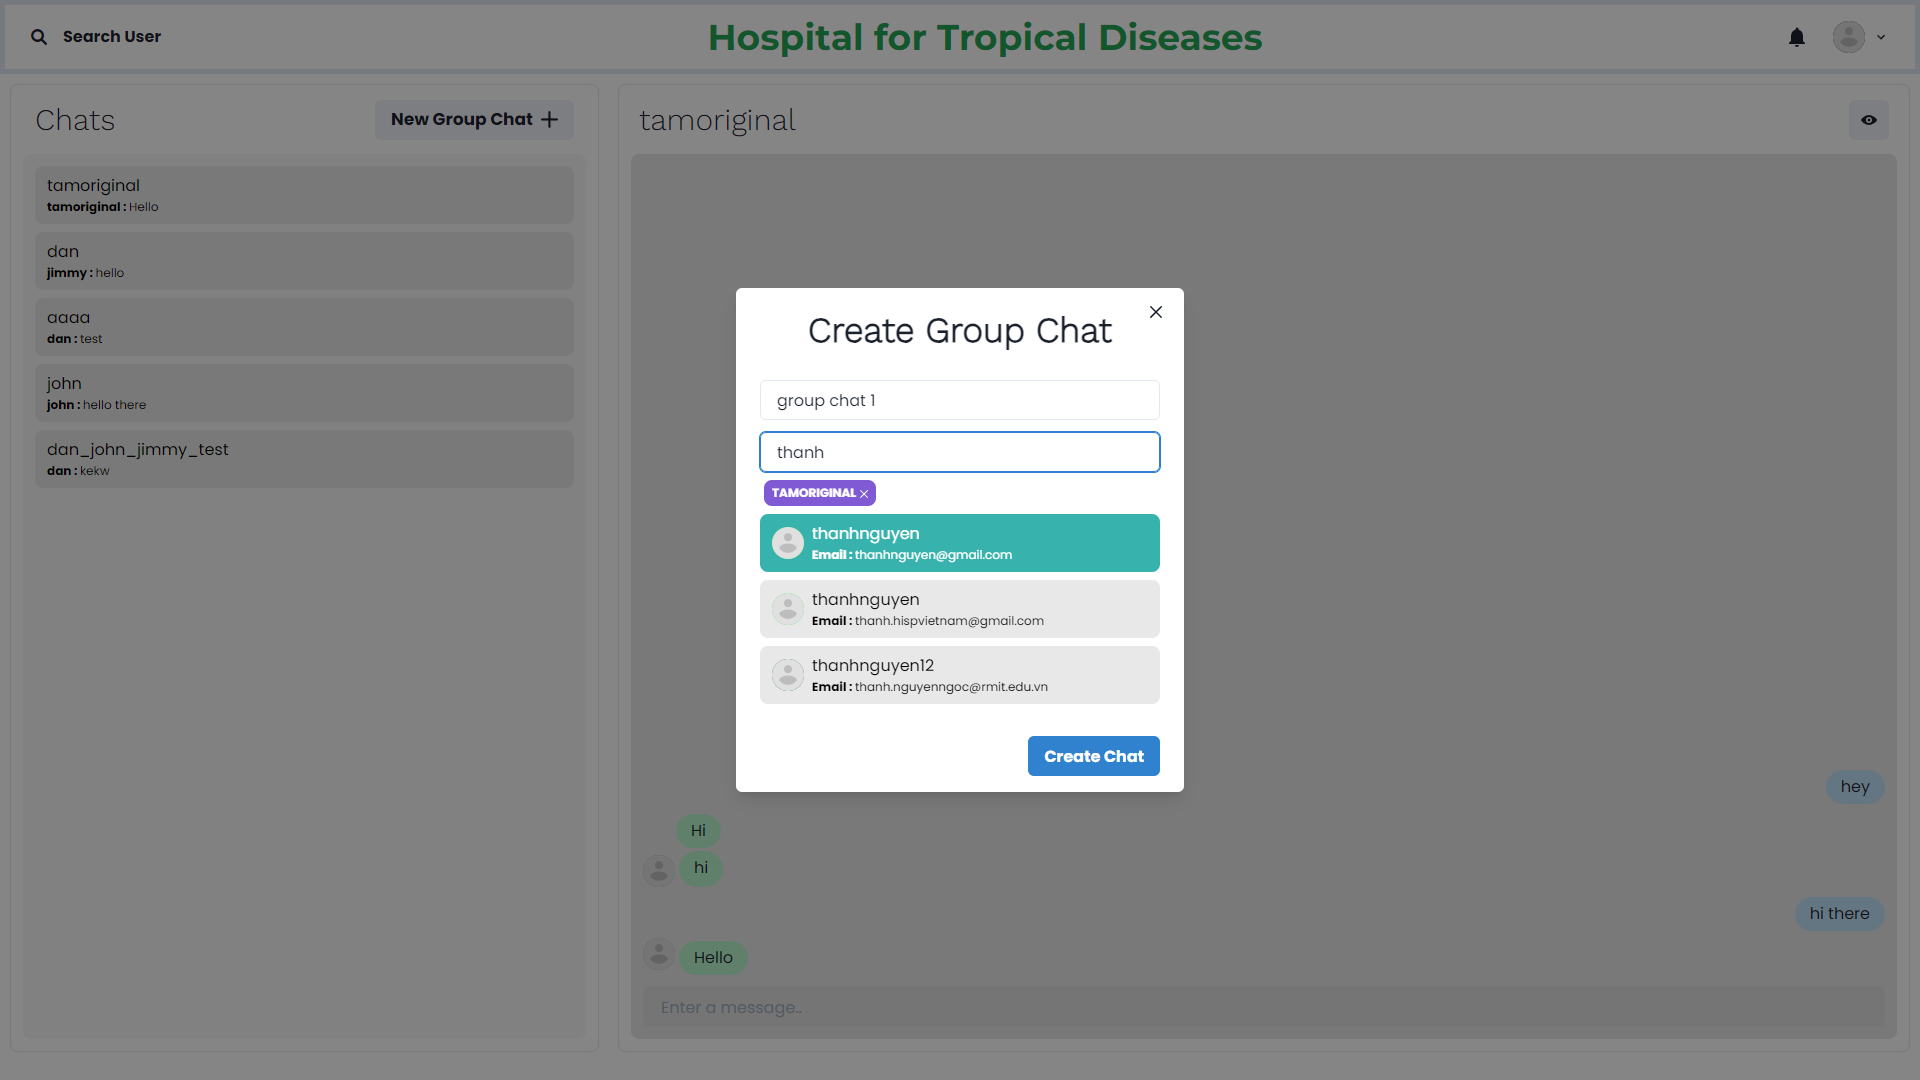 Search User
Hospital for Tropical Diseases
Chats
New Group Chat
tamoriginal
tamoriginal : Hello
dan
jimmy : hello
aaaa
dan : test
john
john : hello there
dan_john_jimmy_test
dan : kekw
tamoriginal
Create Group Chat
group chat 1
thanh
TAMORIGINAL
thanhnguyen
Email : thanhnguyen@gmail.com
thanhnguyen
Email : thanh.hispvietnam@gmail.com
thanhnguyen12
Email : thanh.nguyenngoc@rmit.edu.vn
Create Chat
hey
Hi
hi
hi there
Hello
Enter a message..